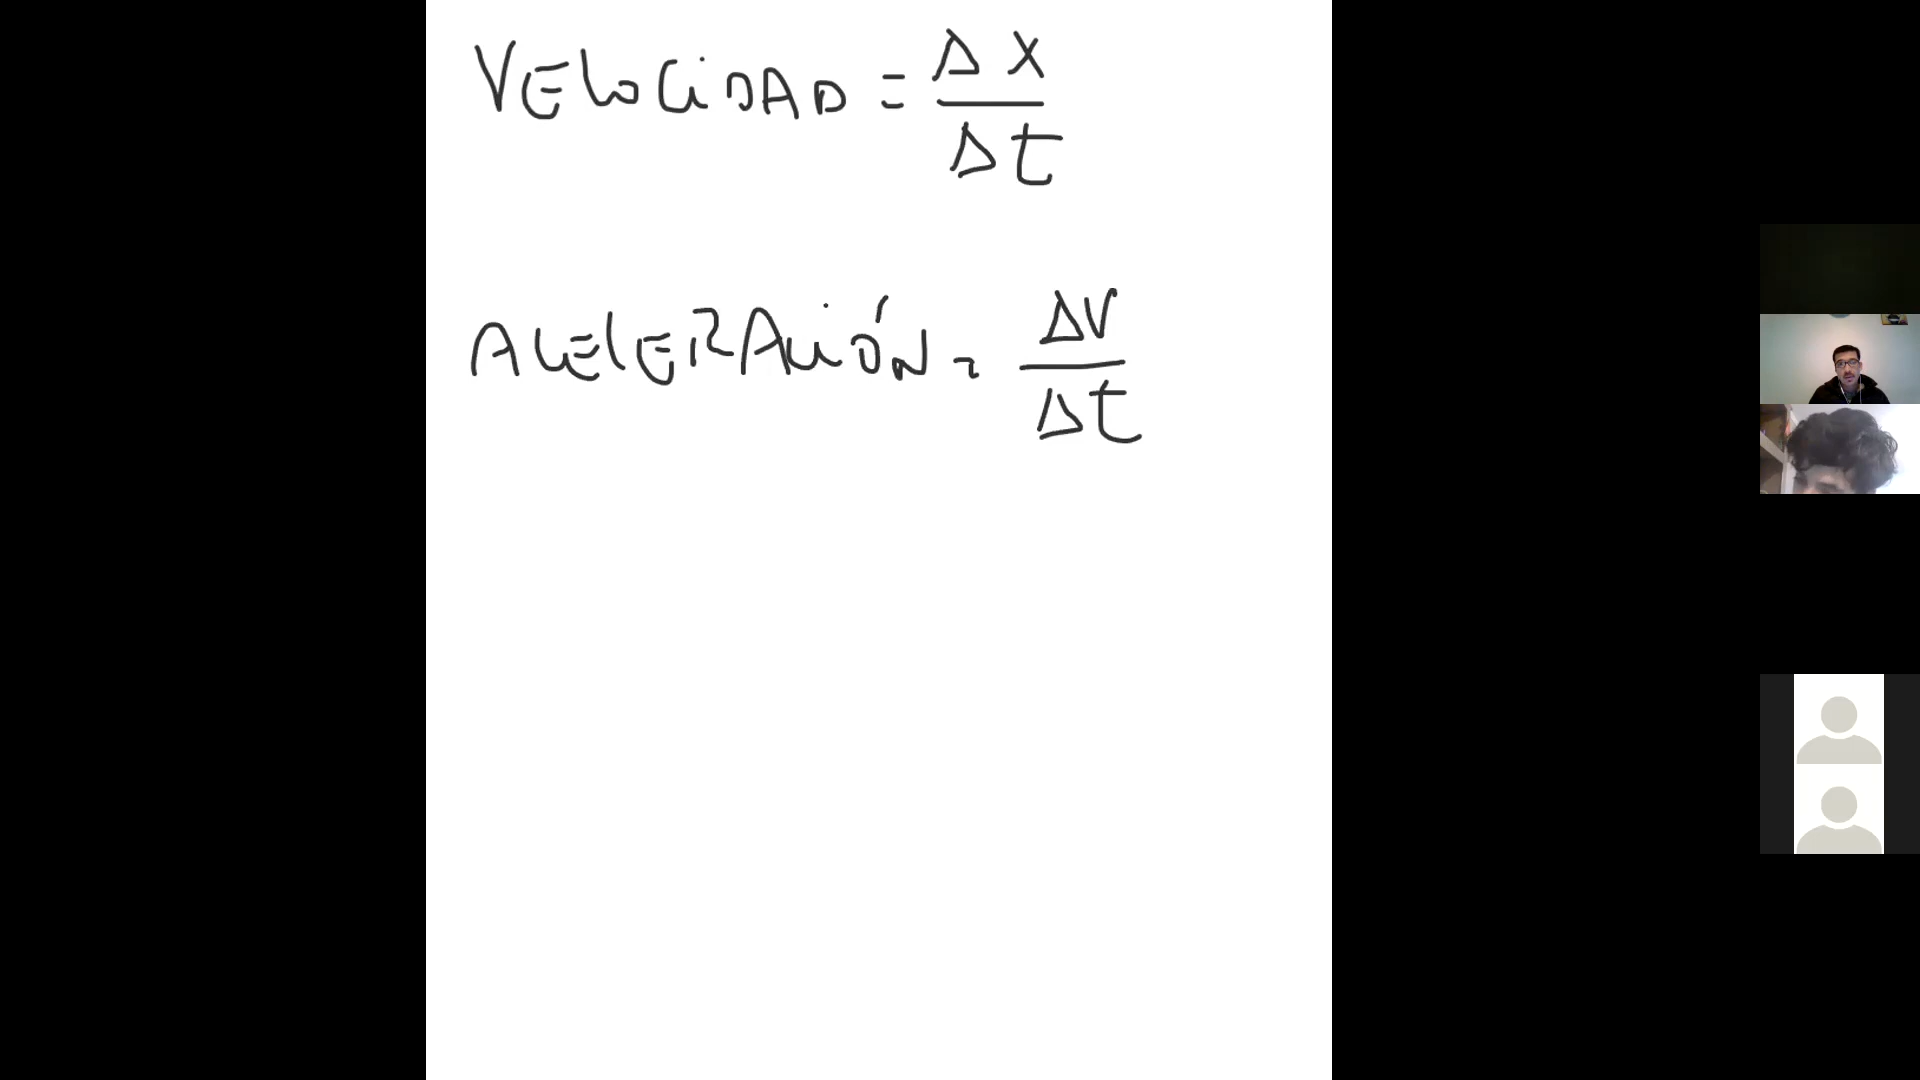 VELOCIDAD = Δx / Δt
ACELERACIÓN = ΔV / Δt